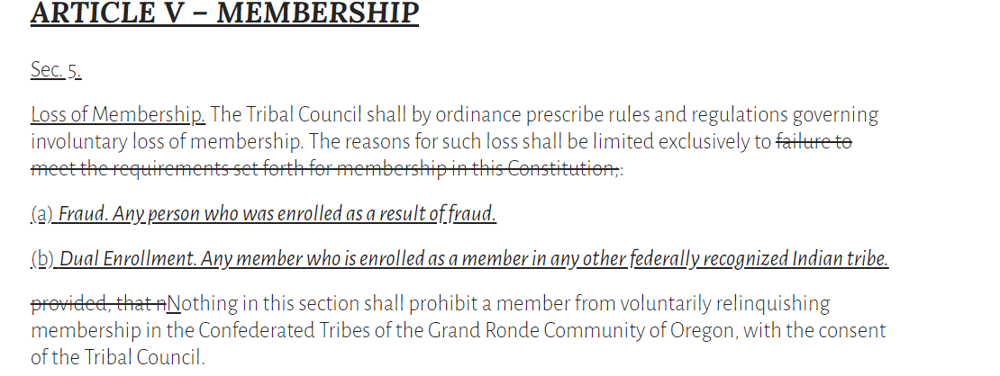 ARTICLE V – MEMBERSHIP
Sec. 5.
Loss of Membership. The Tribal Council shall by ordinance prescribe rules and regulations governing
involuntary loss of membership. The reasons for such loss shall be limited exclusively to failure to
meet the requirements set forth for membership in this Constitution;:
(a) Fraud. Any person who was enrolled as a result of fraud.
(b) Dual Enrollment. Any member who is enrolled as a member in any other federally recognized Indian tribe.
provided, that nNothing in this section shall prohibit a member from voluntarily relinquishing
membership in the Confederated Tribes of the Grand Ronde Community of Oregon, with the consent
of the Tribal Council.